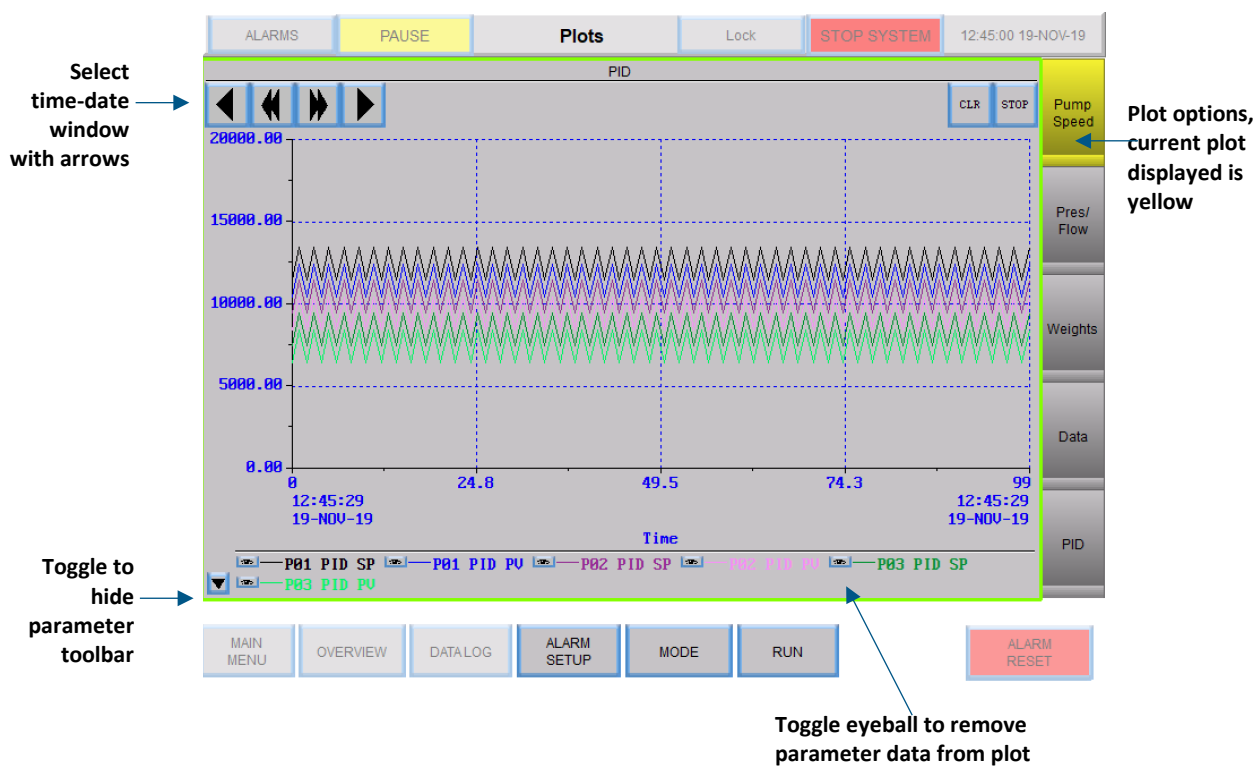 ALARMS
PAUSE
Plots
Lock
STOP SYSTEM
12:45:00 19-NOV-19
Select
time-date
window
with arrows
PID
CLR
STOP
Pump
Speed
Plot options,
current plot
displayed is
yellow
20000.00
15000.00
10000.00
5000.00
0.00
Pres/
Flow
Weights
Data
PID
0
24.8
49.5
74.3
99
12:45:29
19-NOV-19
12:45:29
19-NOV-19
Time
P01 PID SP
P01 PID PV
P02 PID SP
P02 PID PV
P03 PID SP
P03 PID PV
Toggle to
hide
parameter
toolbar
MAIN
MENU
OVERVIEW
DATALOG
ALARM
SETUP
MODE
RUN
ALARM
RESET
Toggle eyeball to remove
parameter data from plot